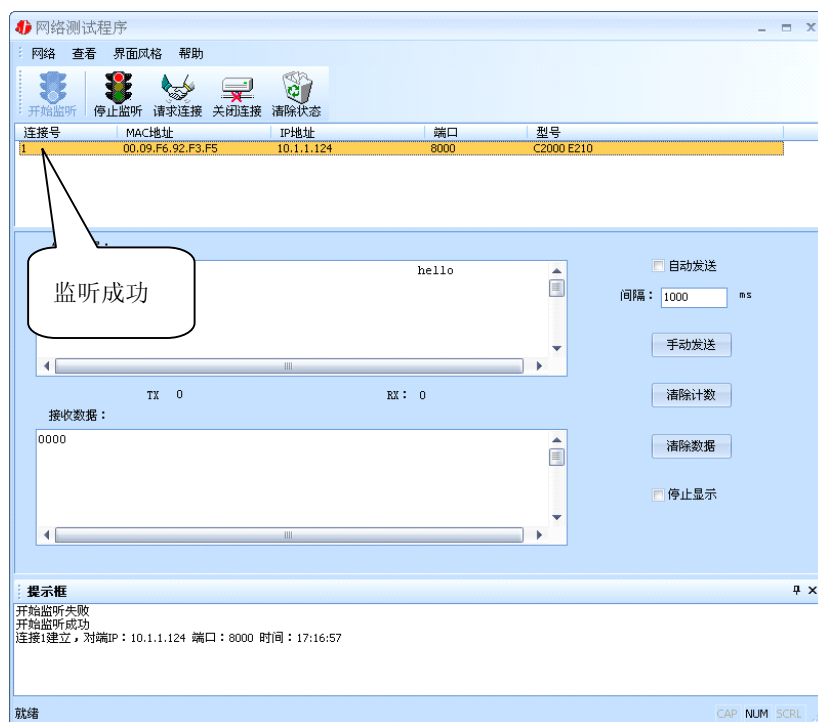 网络测试程序
网络 查看 界面风格 帮助
开始监听 停止监听 请求连接 关闭连接 清除状态
连接号 MAC地址 IP地址 端口 型号
1 00.09.F6.92.F3.F5 10.1.1.124 8000 C2000 E210
监听成功
hello
自动发送
间隔： 1000 ms
手动发送
TX 0 RX： 0
清除计数
接收数据：
0000
清除数据
停止显示
提示框
开始监听失败
开始监听成功
连接1建立，对端IP：10.1.1.124 端口：8000 时间：17:16:57
就绪
CAP NUM SCRL